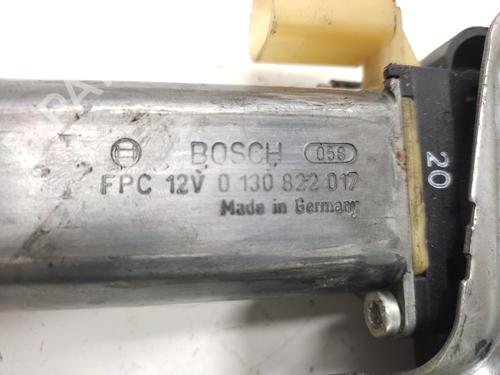 BOSCH 058
FPC 12V 0 130 822 017
Made in Germany
20